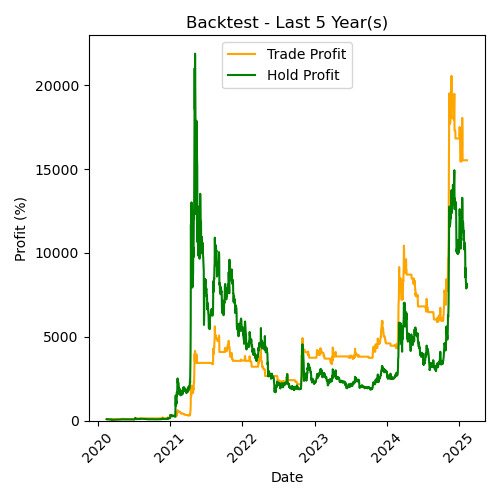 Backtest - Last 5 Year(s)
Trade Profit
Hold Profit
Profit (%)
20000
15000
10000
5000
0
2020
2021
2022
2023
2024
2025
Date